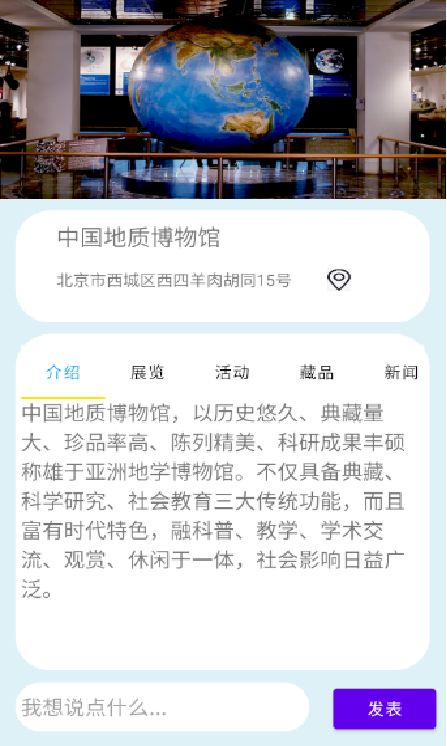 中国地质博物馆
北京市西城区西四羊肉胡同15号
介绍 展览 活动 藏品 新闻
中国地质博物馆，以历史悠久、典藏量
大、珍品率高、陈列精美、科研成果丰硕
称雄于亚洲地学博物馆。不仅具备典藏、
科学研究、社会教育三大传统功能，而且
富有时代特色，融科普、教学、学术交
流、观赏、休闲于一体，社会影响日益广
泛。
我想说点什么... 发表